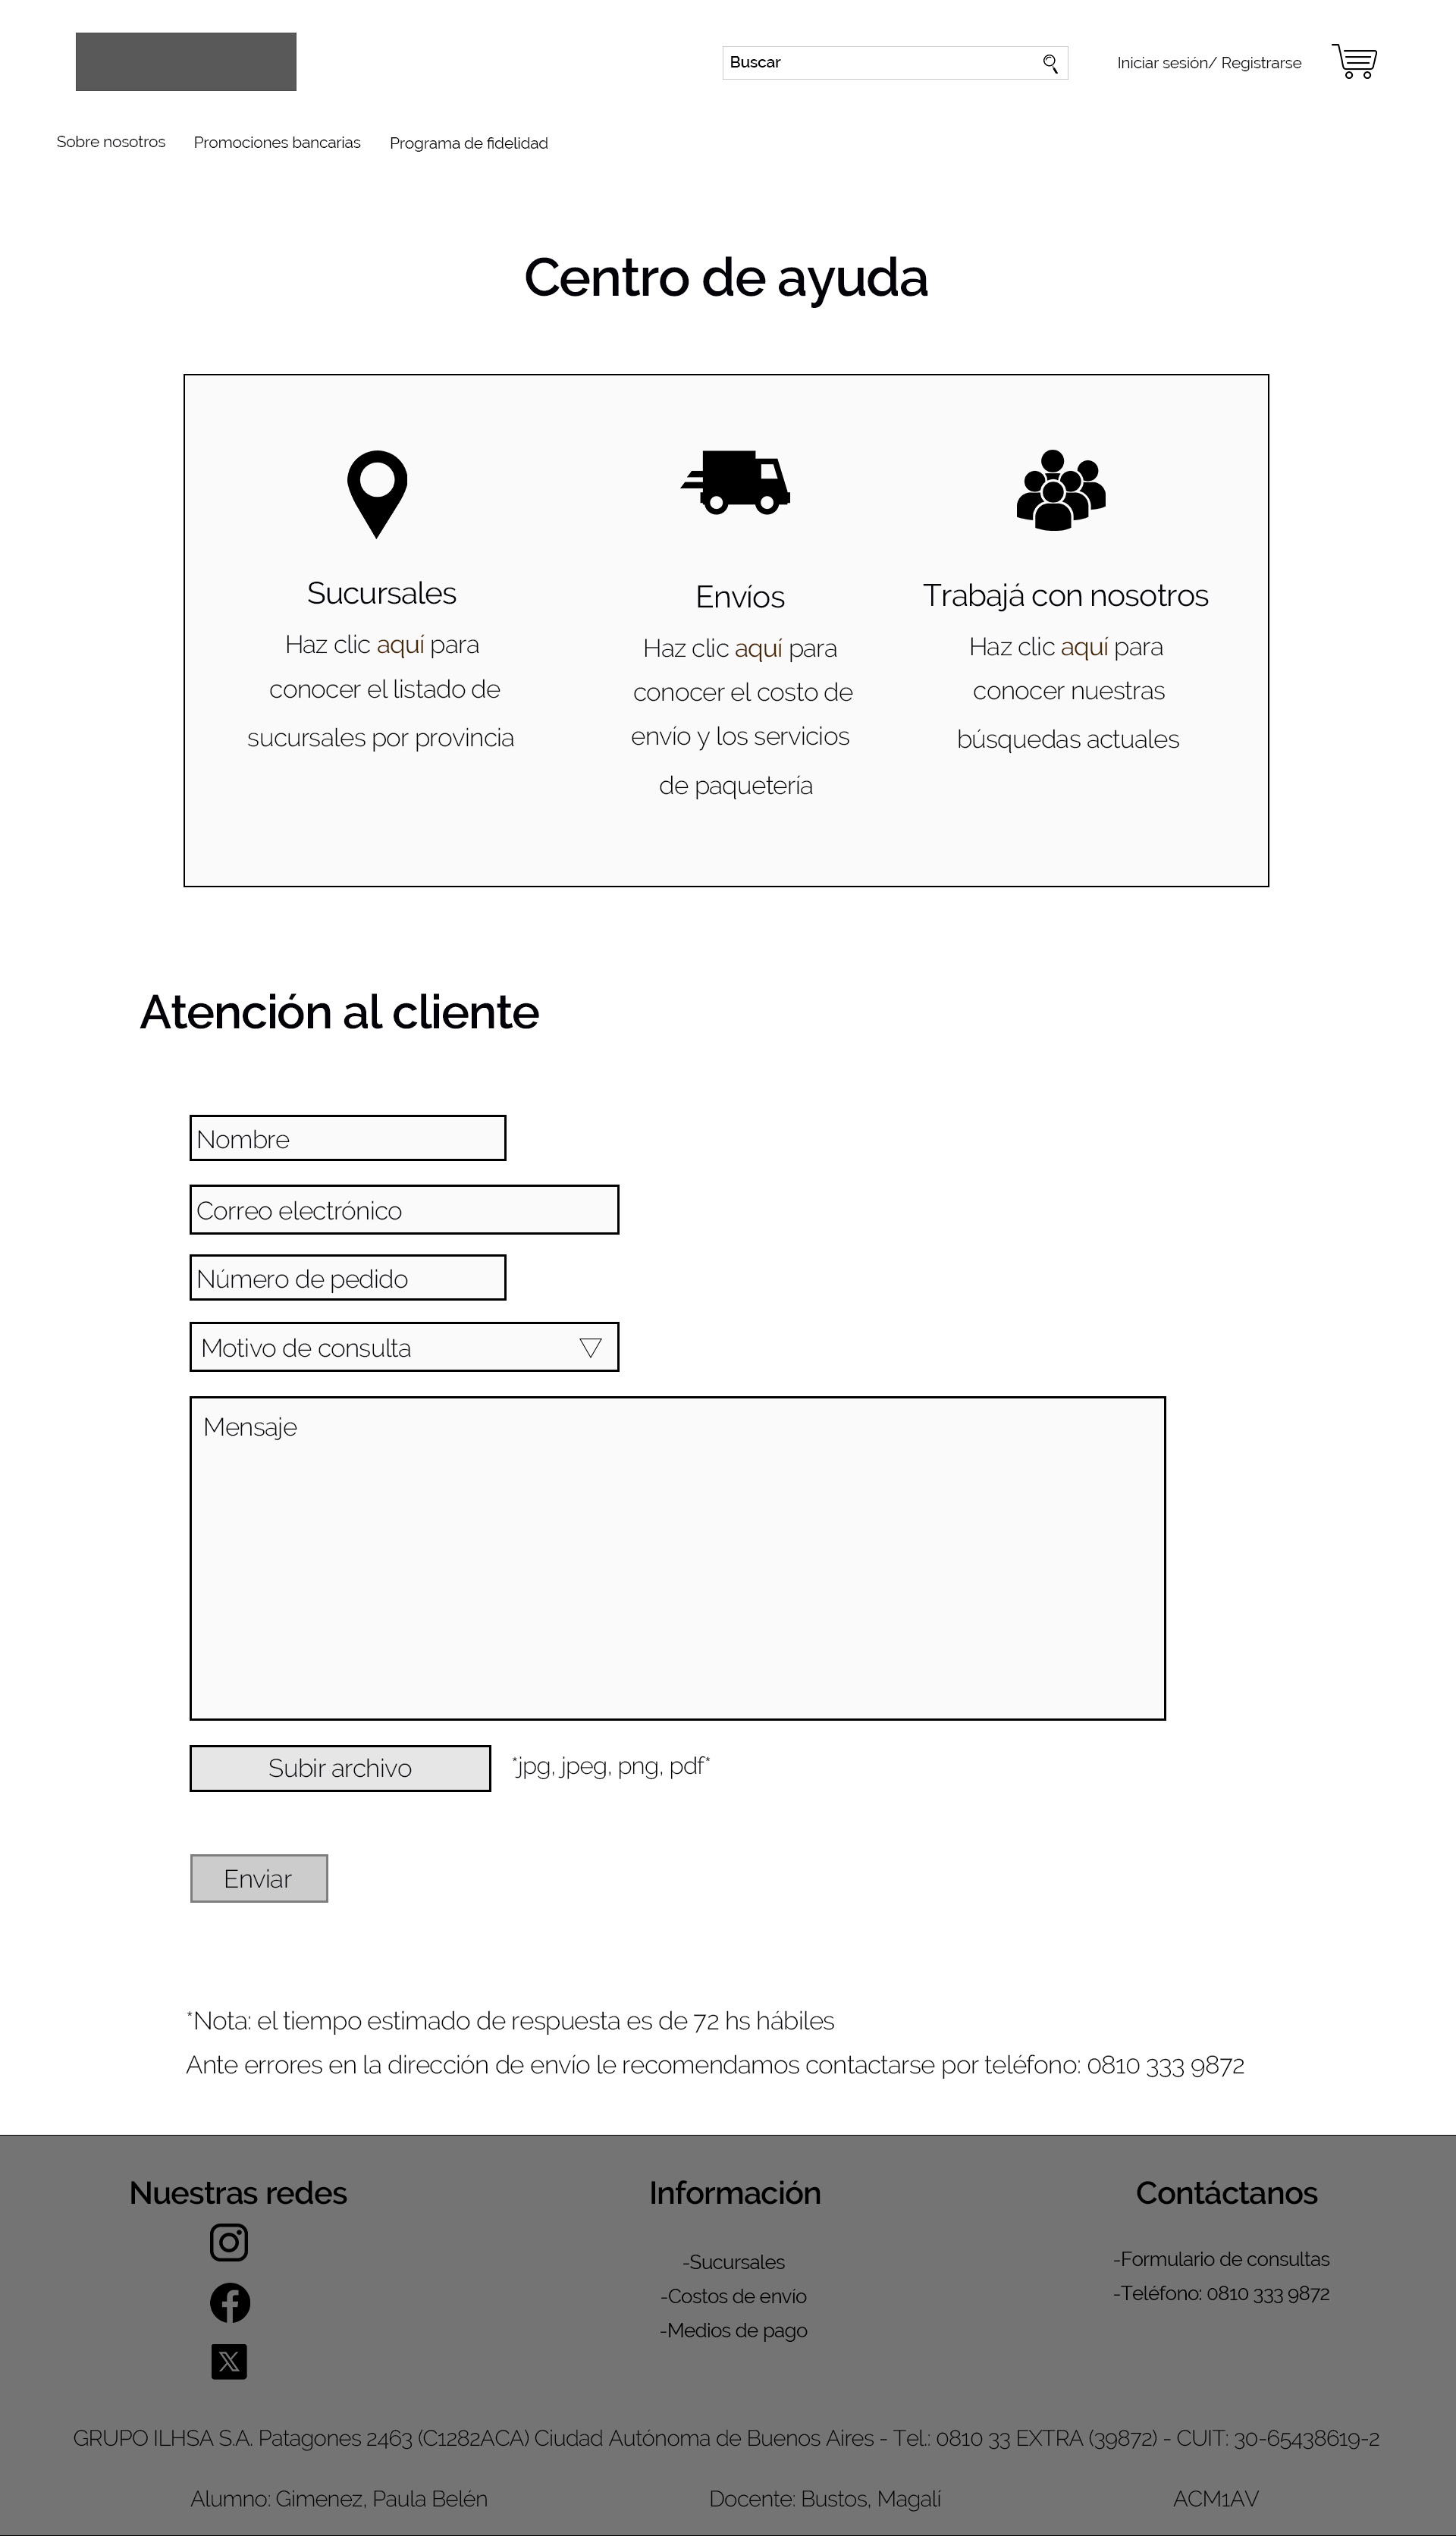 Buscar
Iniciar sesión/ Registrarse
Sobre nosotros
Promociones bancarias
Programa de fidelidad
Centro de ayuda
Sucursales
Haz clic aquí para
conocer el listado de
sucursales por provincia
Envíos
Haz clic aquí para
conocer el costo de
envío y los servicios
de paquetería
Trabajá con nosotros
Haz clic aquí para
conocer nuestras
búsquedas actuales
Atención al cliente
Nombre
Correo electrónico
Número de pedido
Motivo de consulta
Mensaje
Subir archivo
*jpg, jpeg, png, pdf*
Enviar
*Nota: el tiempo estimado de respuesta es de 72 hs hábiles
Ante errores en la dirección de envío le recomendamos contactarse por teléfono: 0810 333 9872
Nuestras redes
Información
-Sucursales
-Costos de envío
-Medios de pago
Contáctanos
-Formulario de consultas
-Teléfono: 0810 333 9872
GRUPO ILHSA S.A. Patagones 2463 (C1282ACA) Ciudad Autónoma de Buenos Aires - Tel.: 0810 33 EXTRA (39872) - CUIT: 30-65438619-2
Alumno: Gimenez, Paula Belén
Docente: Bustos, Magalí
ACM1AV